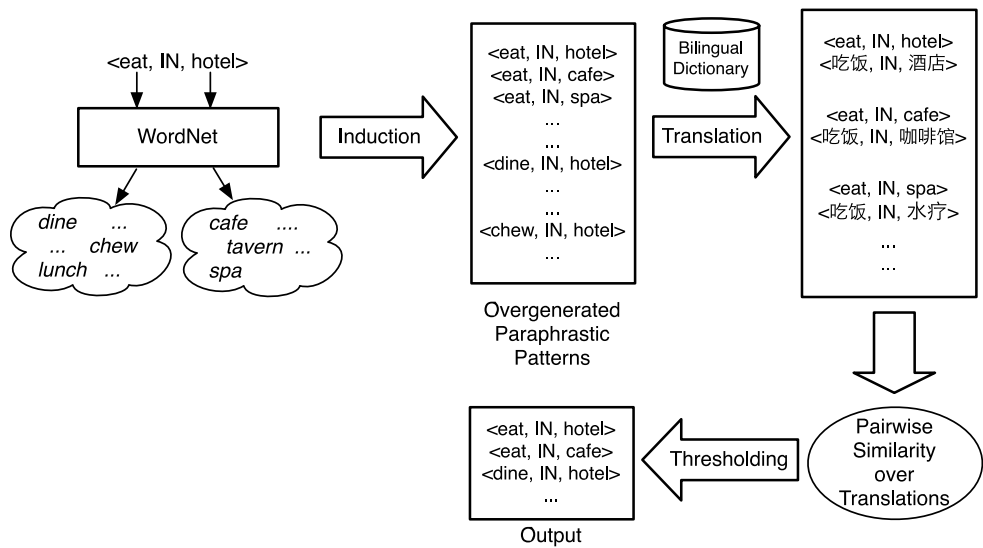 <eat, IN, hotel>
WordNet
dine ...
... chew
lunch ...
cafe ....
tavern ...
spa
Induction
<eat, IN, hotel>
<eat, IN, cafe>
<eat, IN, spa>
...
...
<dine, IN, hotel>
...
...
<chew, IN, hotel>
...
Overgenerated
Paraphrastic
Patterns
Bilingual
Dictionary
Translation
<eat, IN, hotel>
<吃饭, IN, 酒店>
<eat, IN, cafe>
<吃饭, IN, 咖啡馆>
<eat, IN, spa>
<吃饭, IN, 水疗>
...
...
Pairwise
Similarity
over
Translations
Thresholding
<eat, IN, hotel>
<eat, IN, cafe>
<dine, IN, hotel>
...
Output